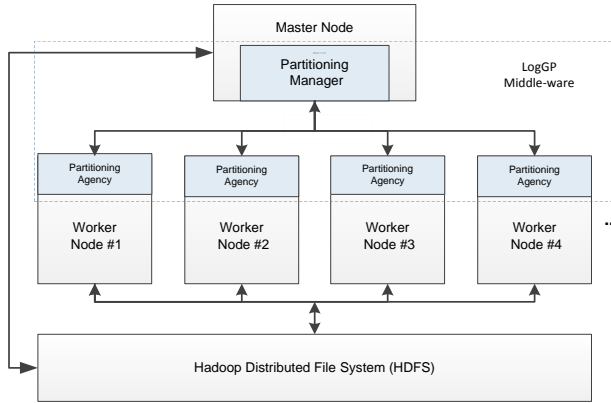 Master Node
Partitioning
Manager
LogGP
Middle-ware
Partitioning
Agency
Partitioning
Agency
Partitioning
Agency
Partitioning
Agency
Worker
Node #1
Worker
Node #2
Worker
Node #3
Worker
Node #4
..
Hadoop Distributed File System (HDFS)